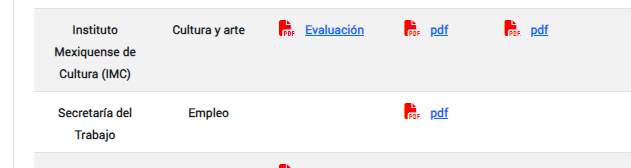 Instituto Cultura y arte PDF Evaluación PDF pdf PDF pdf
Mexiquense de
Cultura (IMC)
Secretaría del Empleo PDF pdf
Trabajo